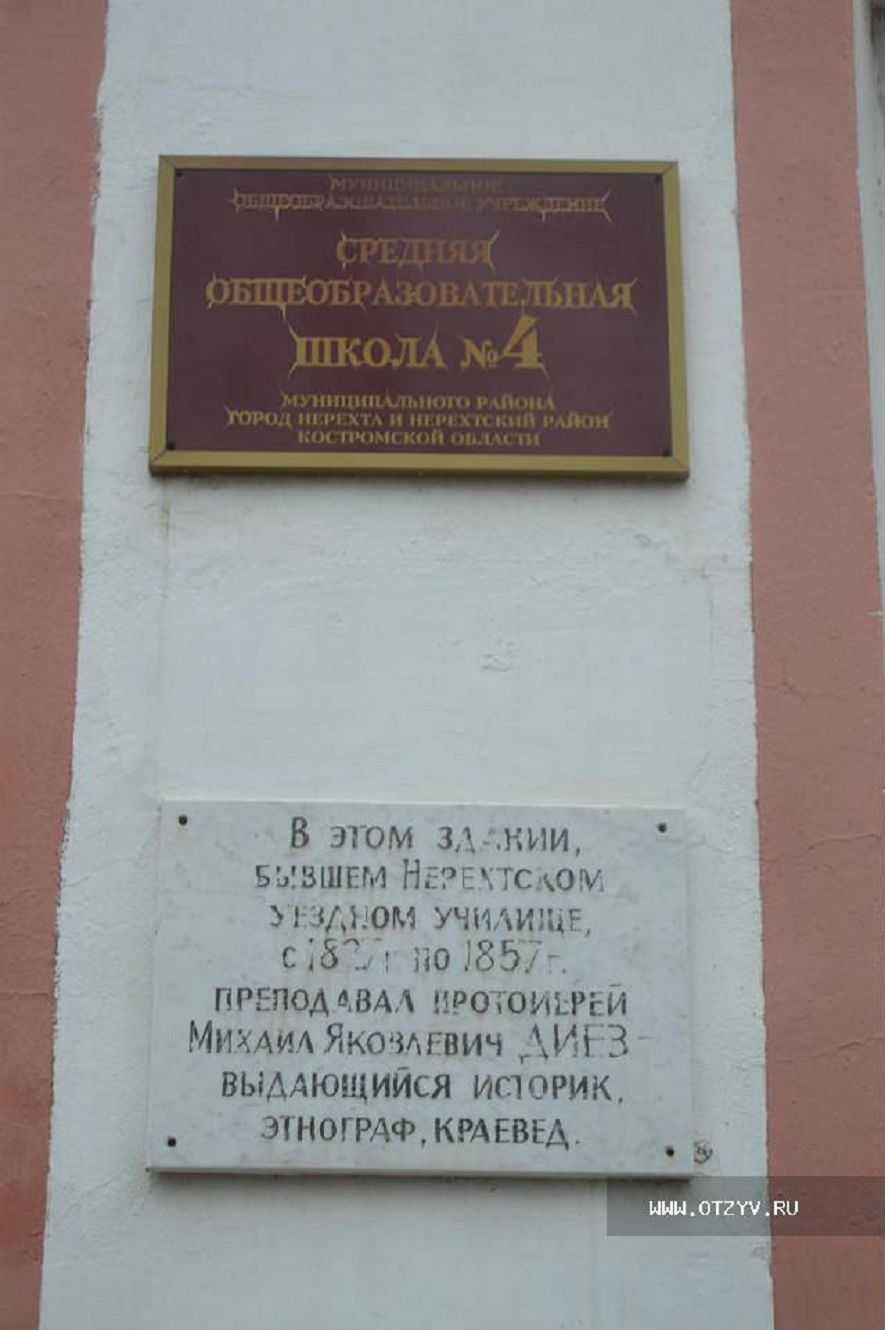 МУНИЦИПАЛЬНОЕ
ОБЩЕОБРАЗОВАТЕЛЬНОЕ УЧРЕЖДЕНИЕ
СРЕДНЯЯ
ОБЩЕОБРАЗОВАТЕЛЬНАЯ
ШКОЛА №4
МУНИЦИПАЛЬНОГО РАЙОНА
ГОРОД НЕРЕХТА И НЕРЕХТСКИЙ РАЙОН
КОСТРОМСКОЙ ОБЛАСТИ
В ЭТОМ ЗДАНИИ,
БЫВШЕМ НЕРЕХТСКОМ
УЕЗДНОМ УЧИЛИЩЕ,
С по 1857г.
ПРЕПОДАВАЛ ПРОТОИЕРЕЙ
МИХАИЛ ЯКОВЛЕВИЧ ДИЕВ -
ВЫДАЮЩИЙСЯ ИСТОРИК,
ЭТНОГРАФ, КРАЕВЕД.
WWW.OTZYV.RU